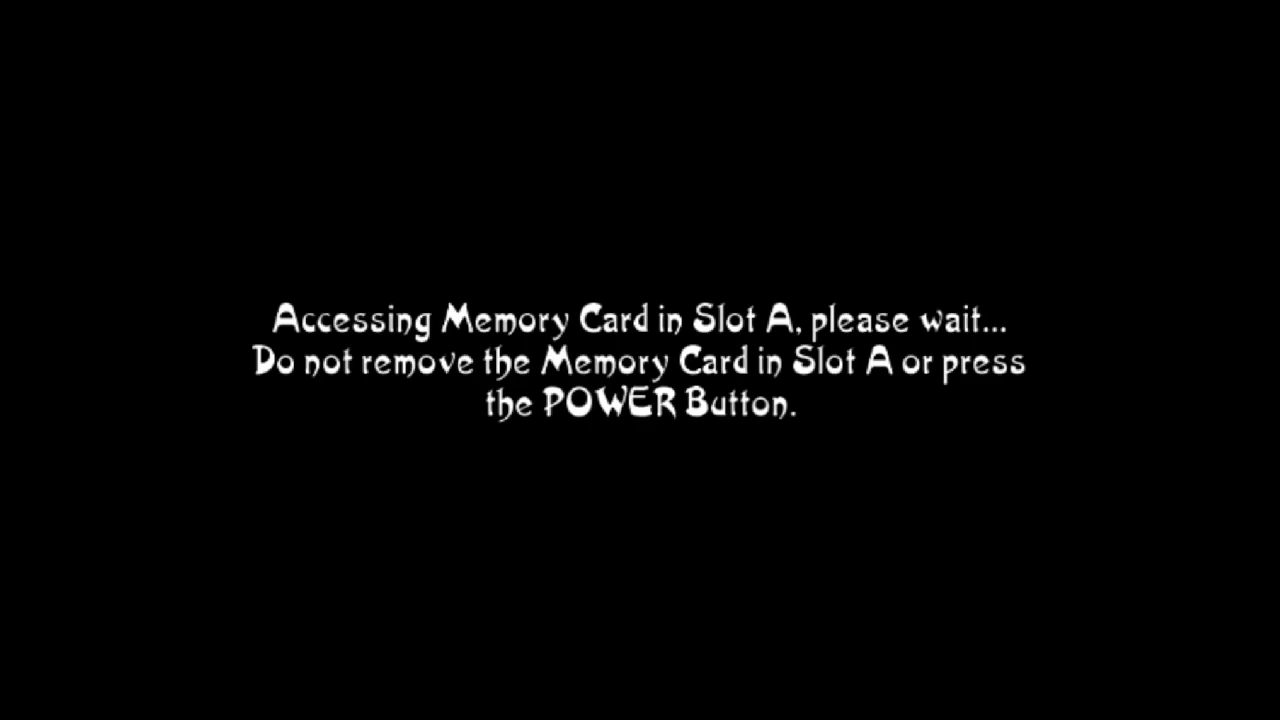 Accessing Memory Card in Slot A, please wait...
Do not remove the Memory Card in Slot A or press
the POWER Button.